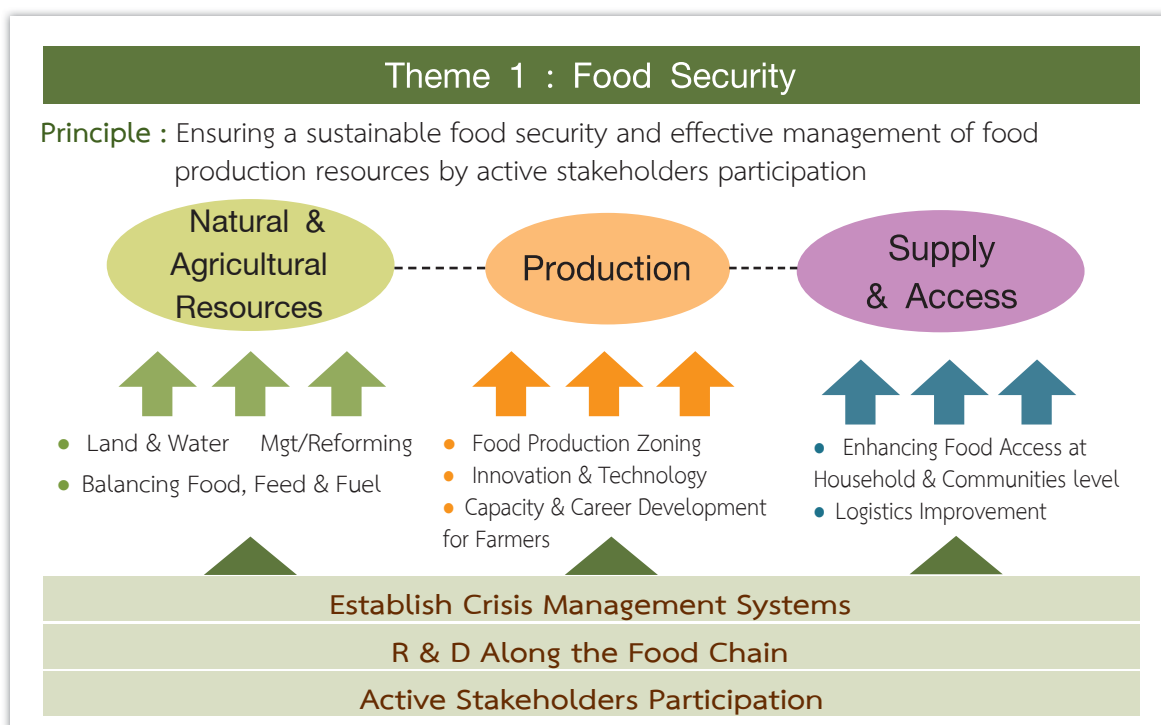 Theme 1 : Food Security
Principle : Ensuring a sustainable food security and effective management of food
production resources by active stakeholders participation
Natural &
Agricultural
Resources
Production
Supply
& Access
• Land & Water Mgt/Reforming
• Balancing Food, Feed & Fuel
• Food Production Zoning
• Innovation & Technology
• Capacity & Career Development
for Farmers
• Enhancing Food Access at
Household & Communities level
• Logistics Improvement
Establish Crisis Management Systems
R & D Along the Food Chain
Active Stakeholders Participation